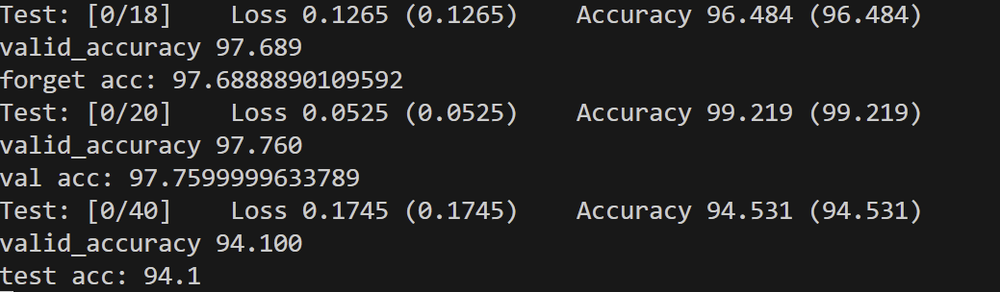 Test: [0/18]    Loss 0.1265 (0.1265)    Accuracy 96.484 (96.484)
valid_accuracy 97.689
forget acc: 97.6888890109592
Test: [0/20]    Loss 0.0525 (0.0525)    Accuracy 99.219 (99.219)
valid_accuracy 97.760
val acc: 97.7599999633789
Test: [0/40]    Loss 0.1745 (0.1745)    Accuracy 94.531 (94.531)
valid_accuracy 94.100
test acc: 94.1